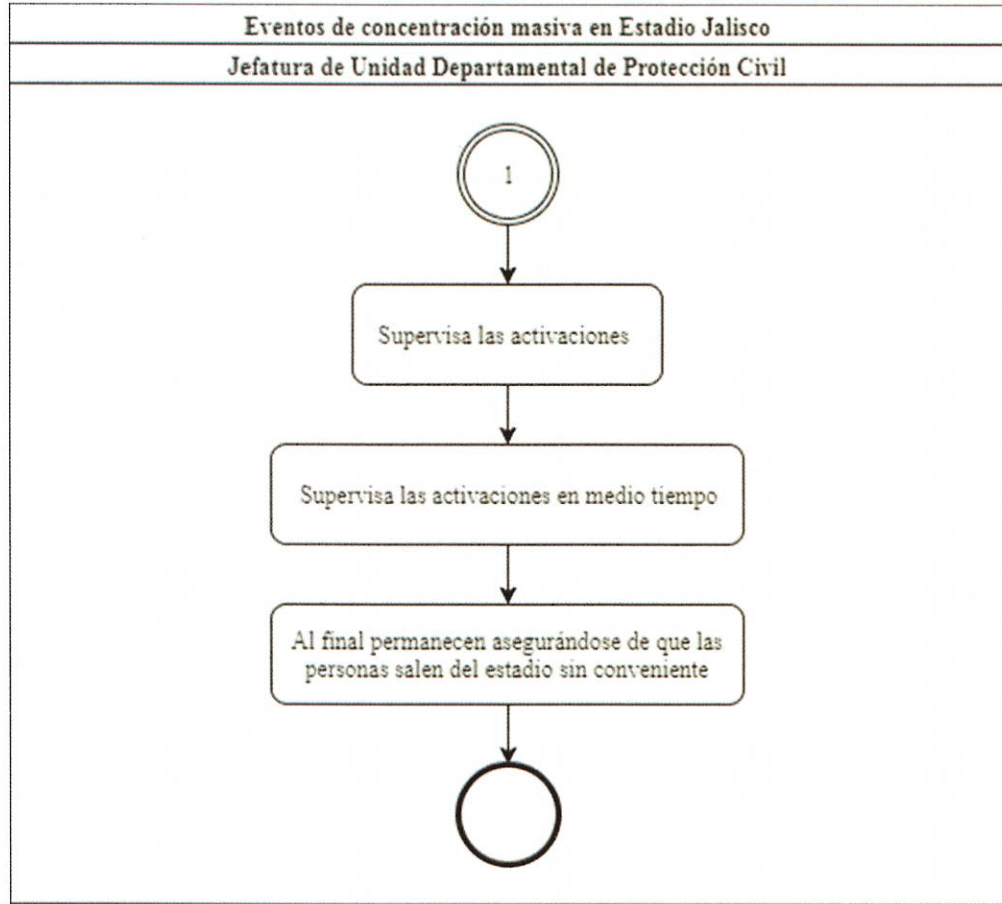 Eventos de concentración masiva en Estadio Jalisco
Jefatura de Unidad Departamental de Protección Civil
1
Supervisa las activaciones
Supervisa las activaciones en medio tiempo
Al final permanecen asegurándose de que las
personas salen del estadio sin conveniente